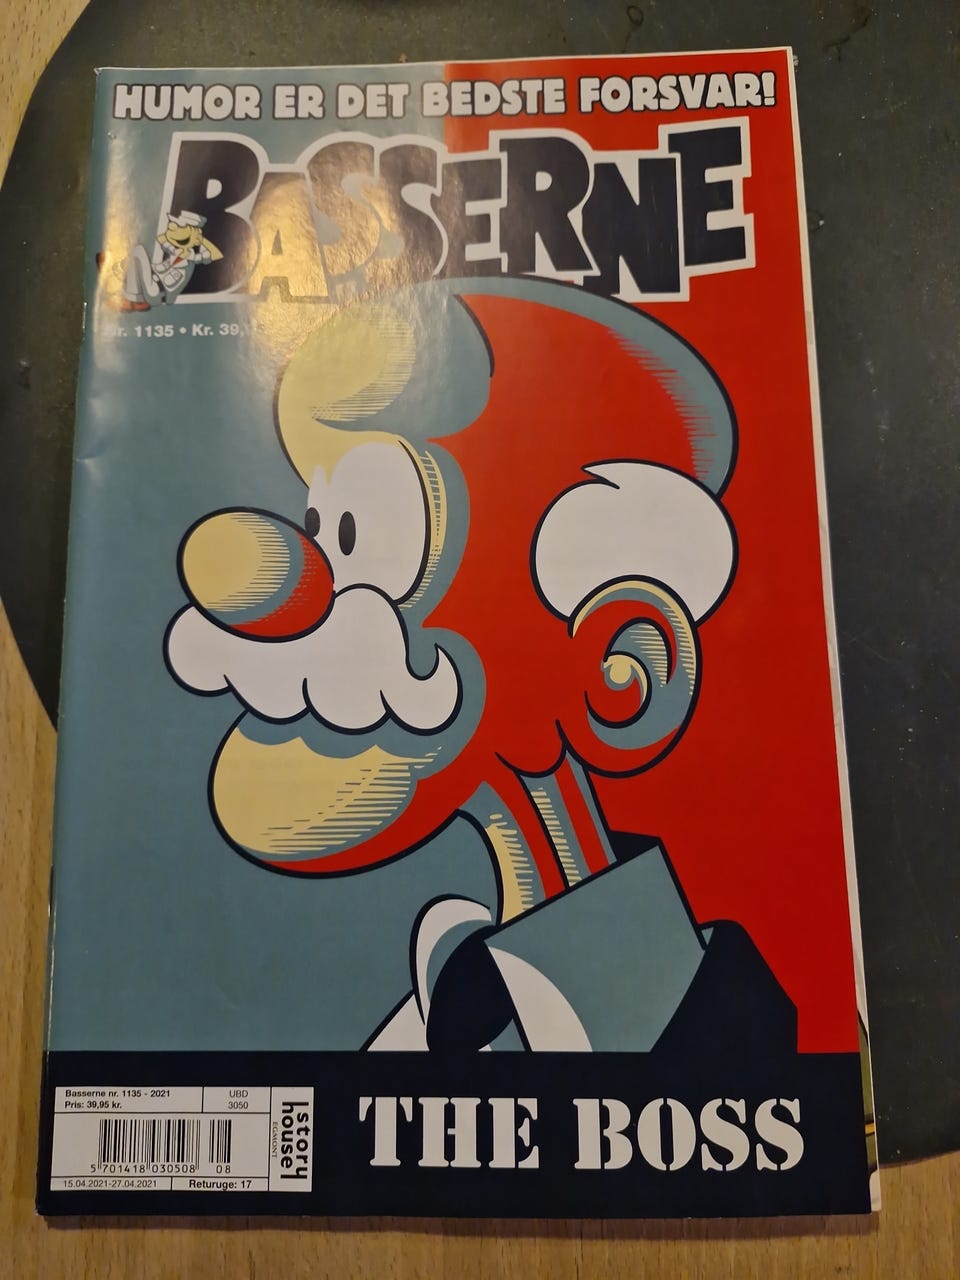 HUMOR ER DET BEDSTE FORSVAR!
BASSERNE
Nr. 1135 • Kr. 39,
THE BOSS
Basserne nr. 1135 - 2021
Pris: 39,95 kr.
UBD
3050
5 701418 030508 08
15.04.2021-27.04.2021
Returuge: 17
story
house
EGMONT